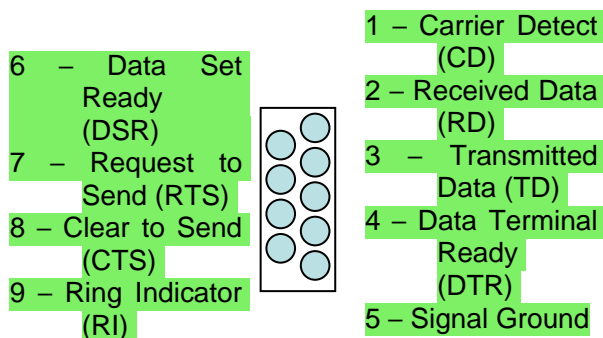 6 – Data Set
Ready
(DSR)
7 – Request to
Send (RTS)
8 – Clear to Send
(CTS)
9 – Ring Indicator
(RI)
1 – Carrier Detect
(CD)
2 – Received Data
(RD)
3 – Transmitted
Data (TD)
4 – Data Terminal
Ready
(DTR)
5 – Signal Ground